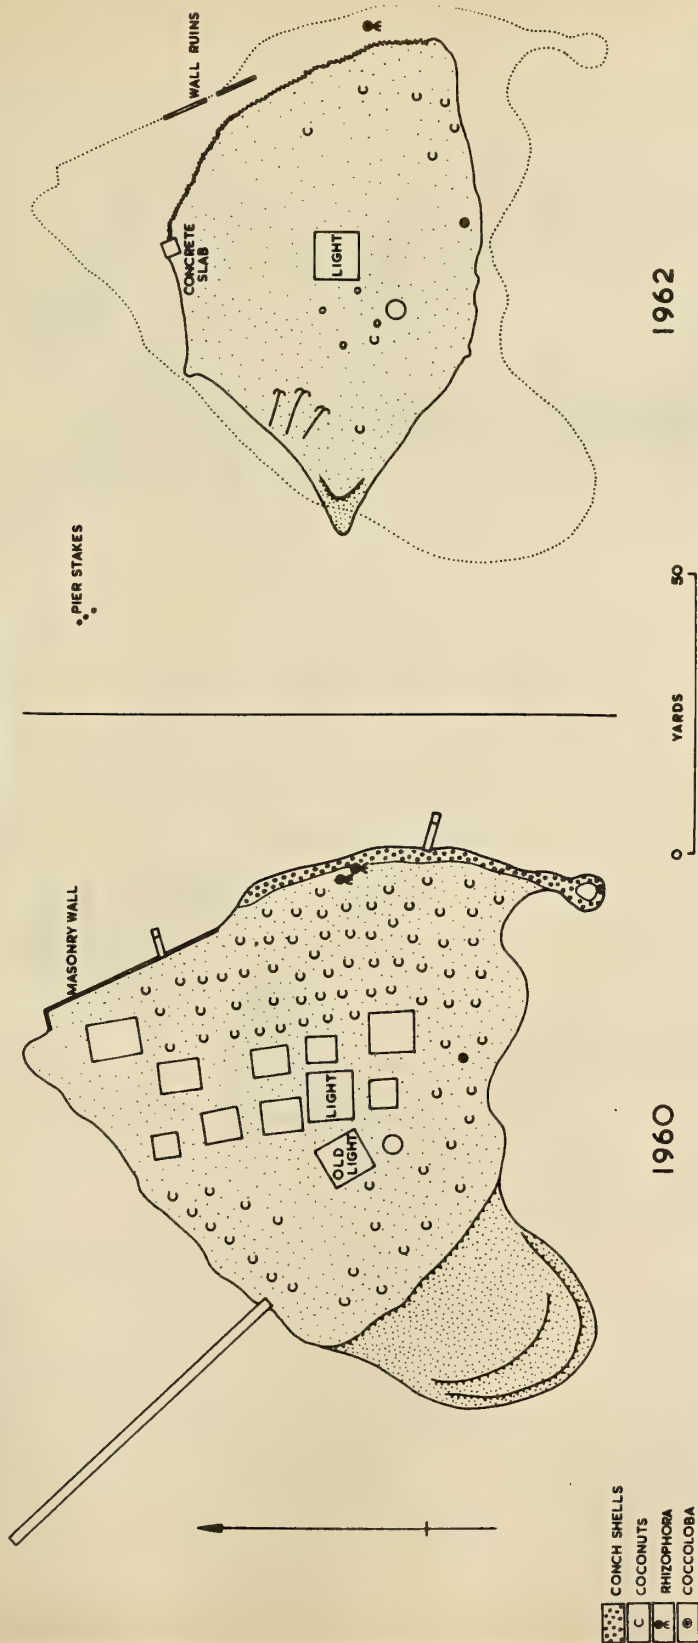 MASONRY WALL
LIGHT
OLD
LIGHT
1960
CONCH SHELLS
C COCONUTS
RHIZOPHORA
COCCOLOBA
0 YARDS 50
WALL RUINS
CONCRETE
SLAB
LIGHT
PIER STAKES
1962